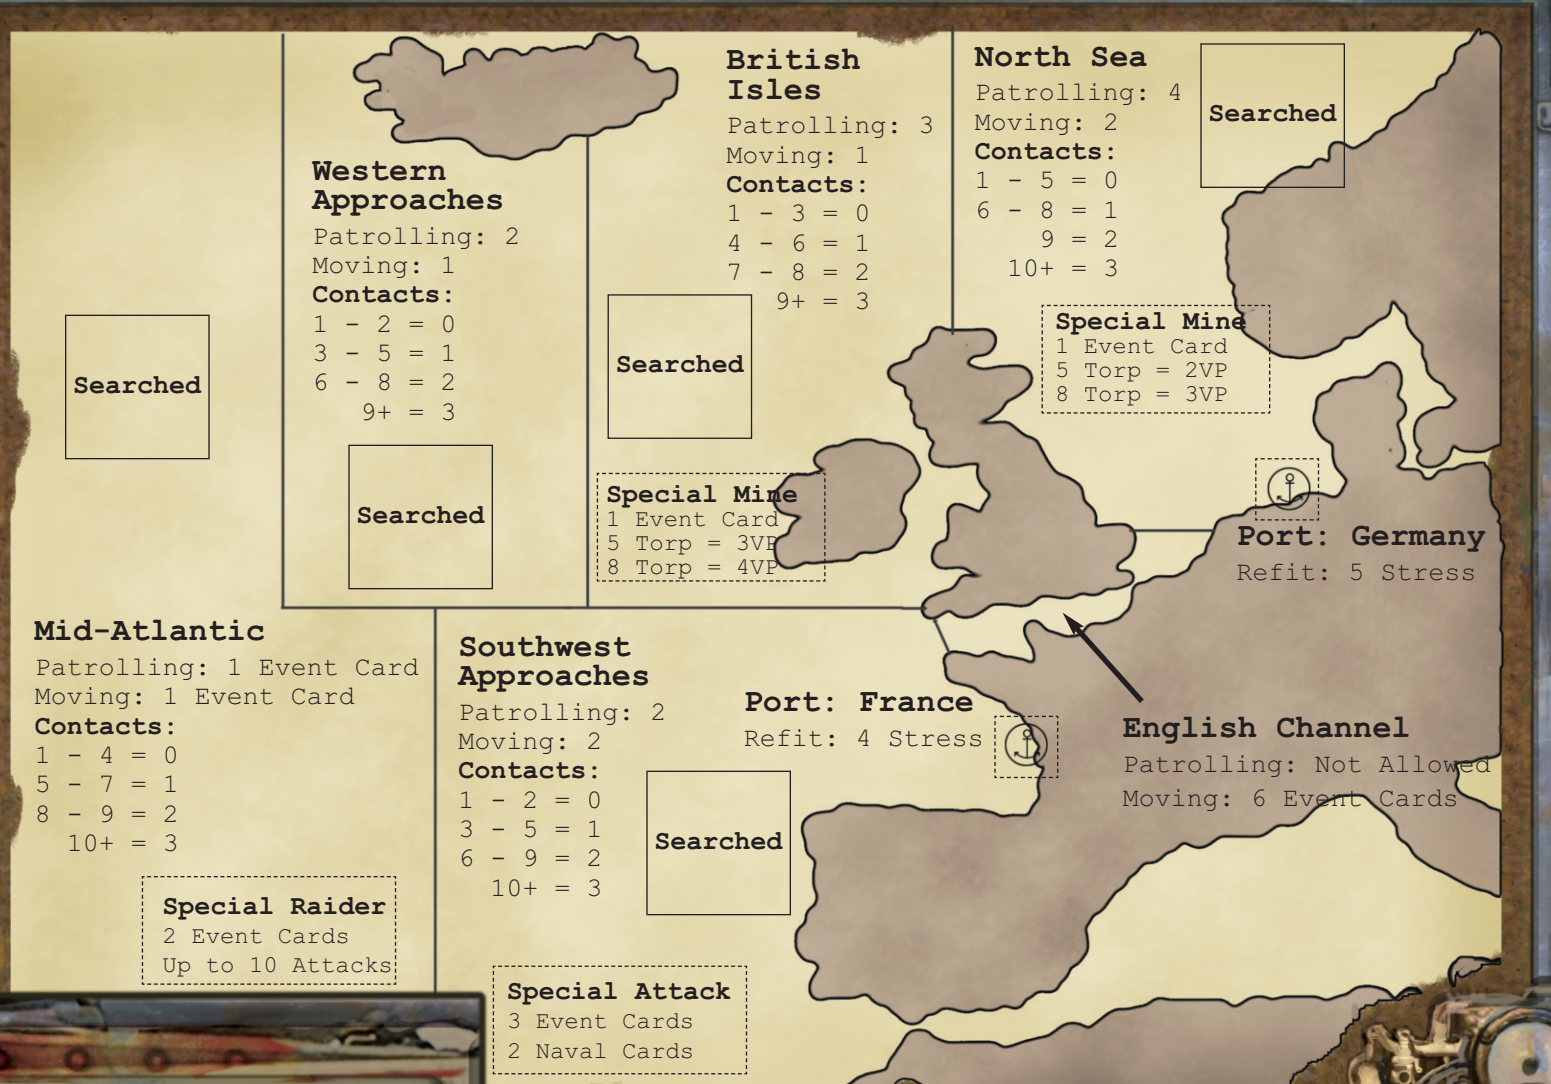 British
Isles
Patrolling: 3
Moving: 1
Contacts:
1 - 3 = 0
4 - 6 = 1
7 - 8 = 2
9+ = 3
Searched
Special Mine
1 Event Card
5 Torp = 3VP
8 Torp = 4VP
North Sea
Patrolling: 4
Moving: 2
Contacts:
1 - 5 = 0
6 - 8 = 1
9 = 2
10+ = 3
Searched
Special Mine
1 Event Card
5 Torp = 2VP
8 Torp = 3VP
Western
Approaches
Patrolling: 2
Moving: 1
Contacts:
1 - 2 = 0
3 - 5 = 1
6 - 8 = 2
9+ = 3
Searched
Searched
Mid-Atlantic
Patrolling: 1 Event Card
Moving: 1 Event Card
Contacts:
1 - 4 = 0
5 - 7 = 1
8 - 9 = 2
10+ = 3
Special Raider
2 Event Cards
Up to 10 Attacks
Southwest
Approaches
Patrolling: 2
Moving: 2
Contacts:
1 - 2 = 0
3 - 5 = 1
6 - 9 = 2
10+ = 3
Searched
Special Attack
3 Event Cards
2 Naval Cards
Port: France
Refit: 4 Stress
Port: Germany
Refit: 5 Stress
English Channel
Patrolling: Not Allowed
Moving: 6 Event Cards